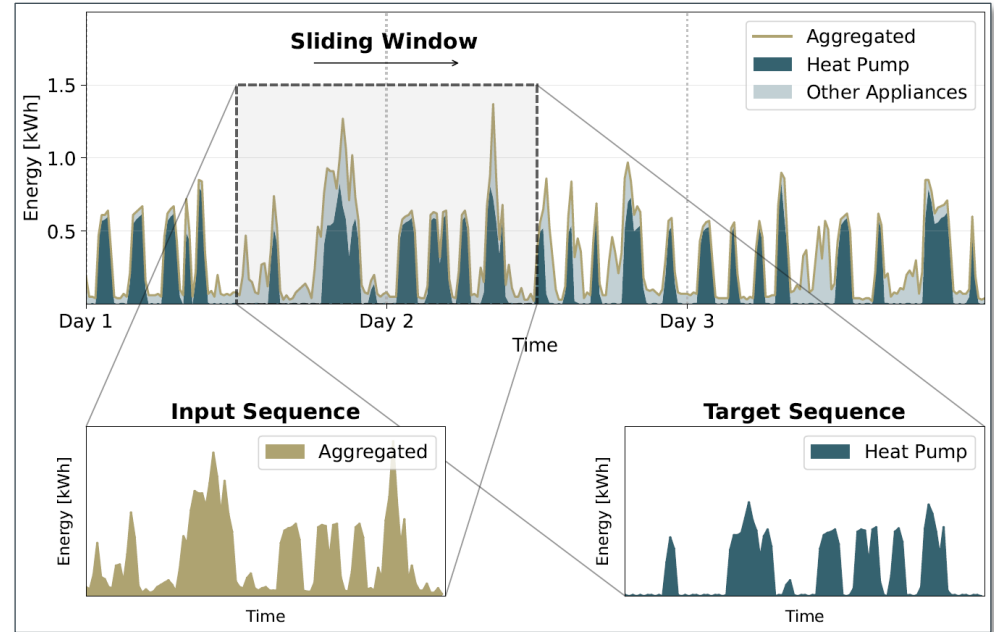 Sliding Window
Aggregated
Heat Pump
Other Appliances
Energy [kWh]
1.5
1.0
0.5
Day 1
Day 2
Day 3
Time
Input Sequence
Aggregated
Energy [kWh]
Time
Target Sequence
Heat Pump
Energy [kWh]
Time